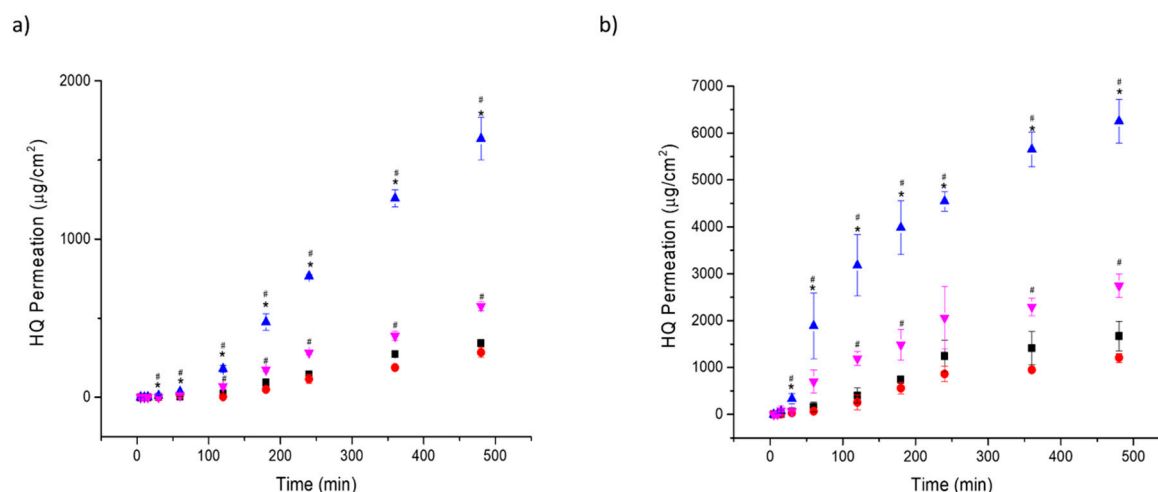 a)
HQ Permeation (µg/cm²)
2000
1000
0
# * # * # * # * # * # * # *
# # # # #
0 100 200 300 400 500
Time (min)
b)
HQ Permeation (µg/cm²)
7000
6000
5000
4000
3000
2000
1000
0
# * # * # * # * # * # * # *
# # # #
0 100 200 300 400 500
Time (min)